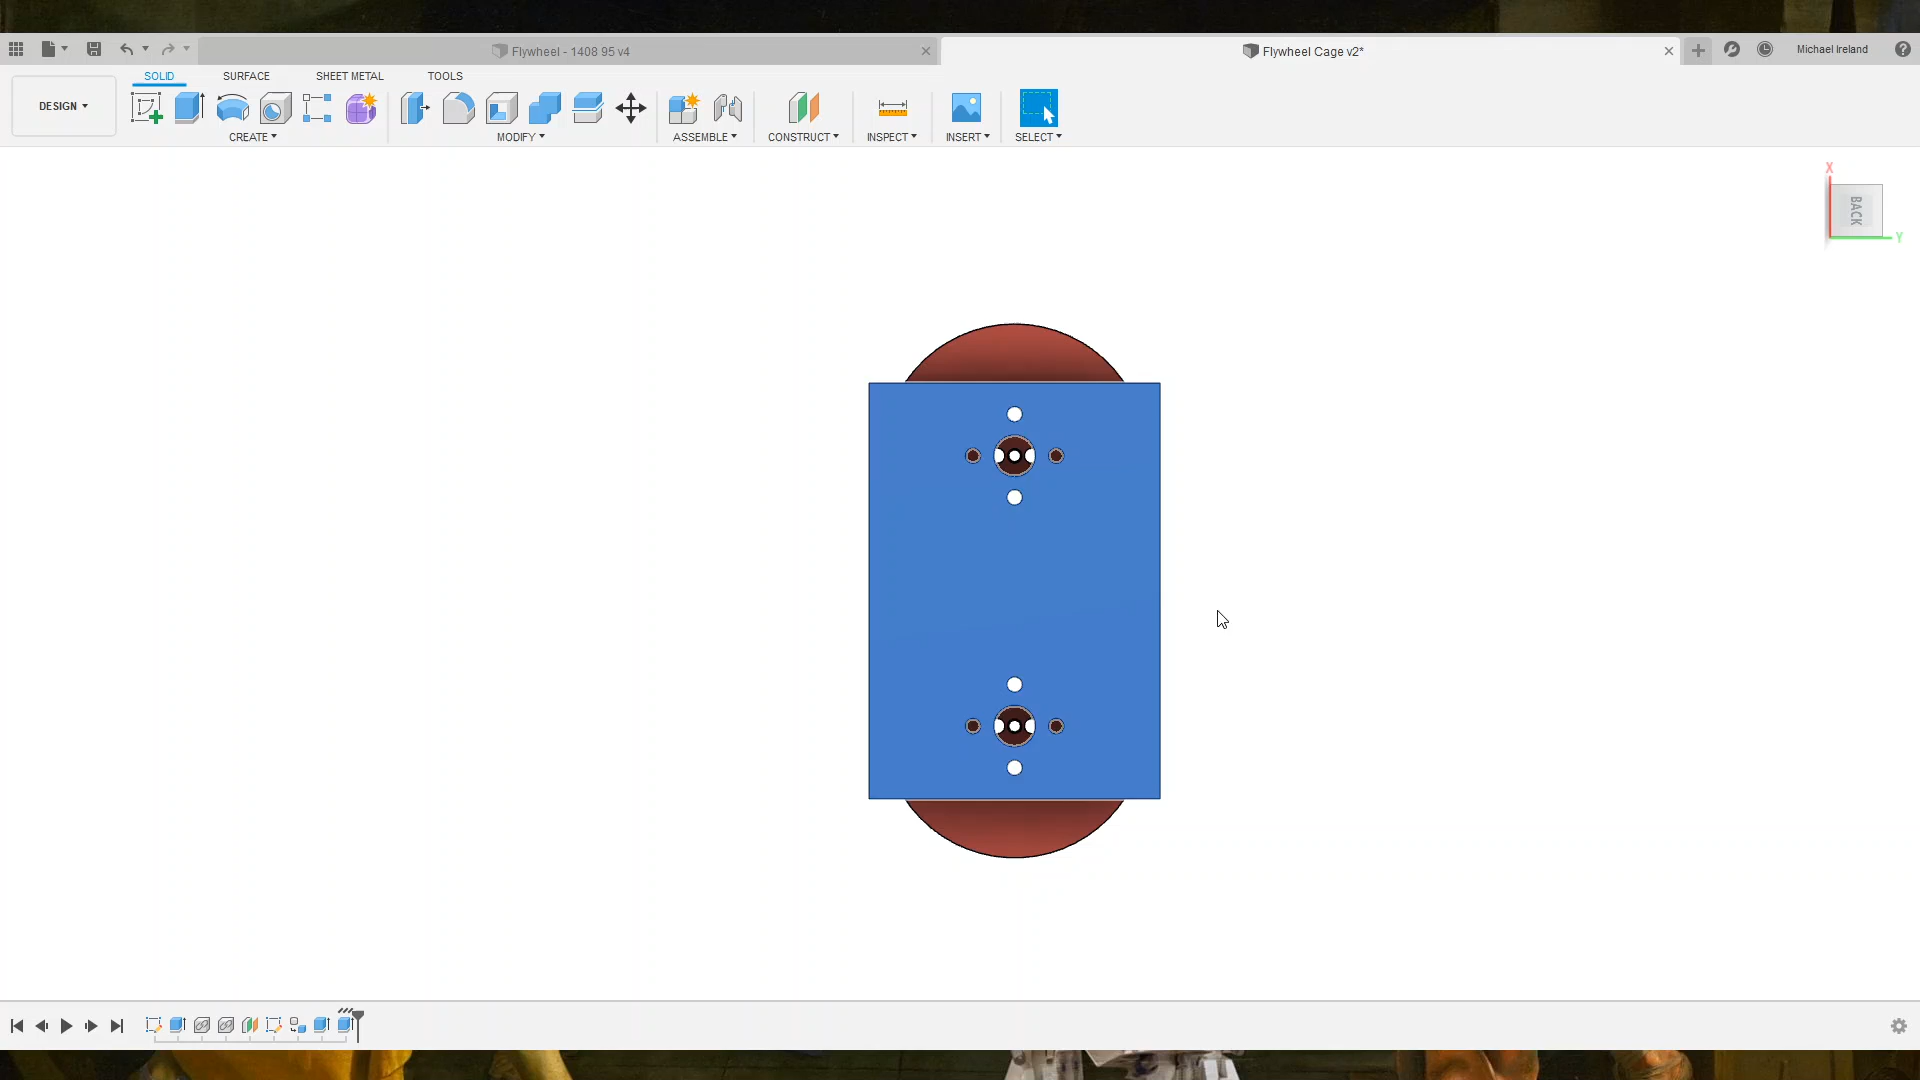 Flywheel - 1408 95 v4
Flywheel Cage v2*
Michael Ireland
DESIGN
SOLID
SURFACE
SHEET METAL
TOOLS
CREATE
MODIFY
ASSEMBLE
CONSTRUCT
INSPECT
INSERT
SELECT
X
BACK
Y